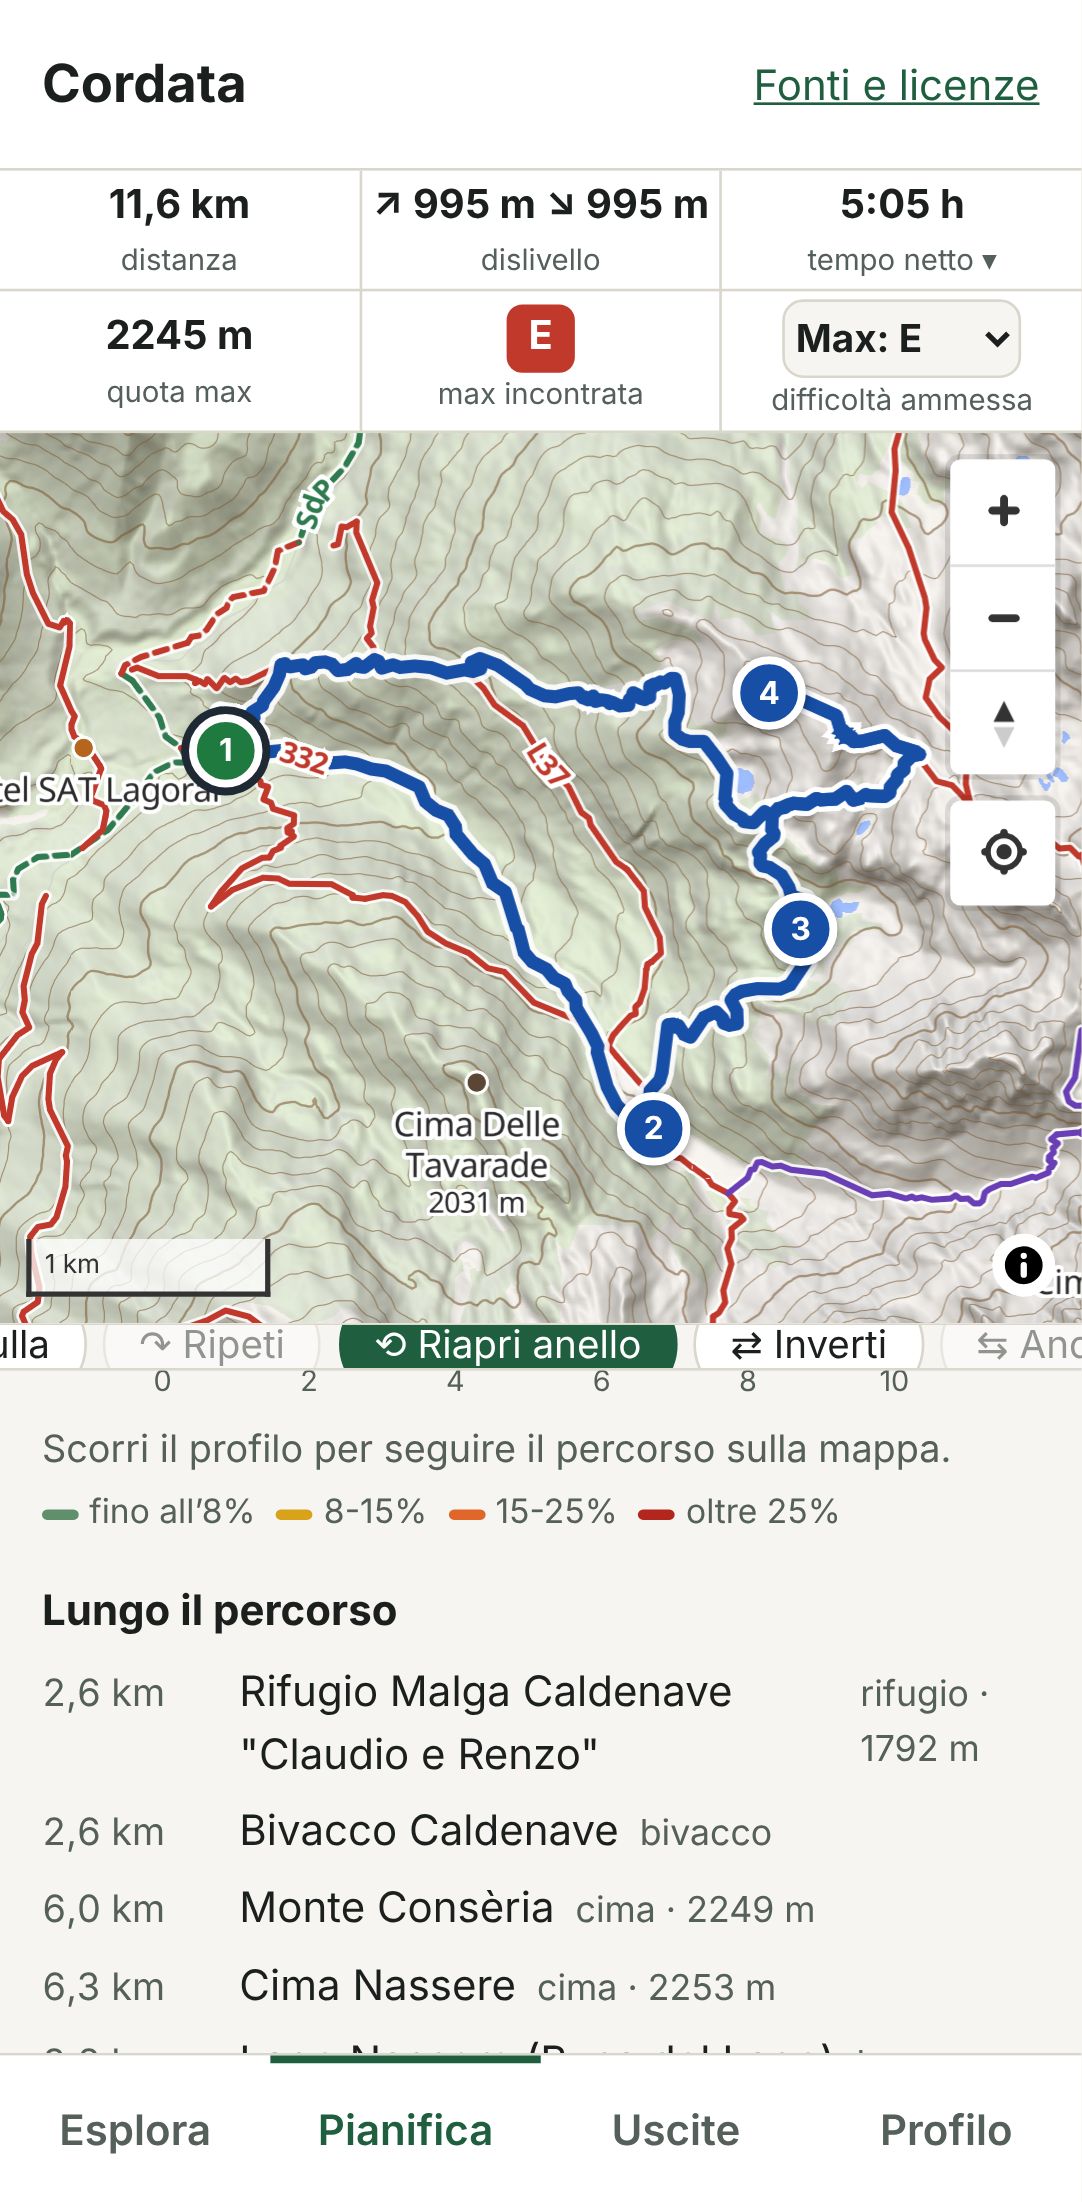 Cordata
Fonti e licenze
11,6 km
distanza
↗ 995 m ↘ 995 m
dislivello
5:05 h
tempo netto ▾
2245 m
quota max
E
max incontrata
Max: E
difficoltà ammessa
SdP
4
1
332
437
tel SAT Lagorai
3
2
Cima Delle
Tavarade
2031 m
1 km
ulla
Ripeti
Riapri anello
Inverti
0 2 4 6 8 10
Scorri il profilo per seguire il percorso sulla mappa.
fino all’8% 8-15% 15-25% oltre 25%
Lungo il percorso
2,6 km
Rifugio Malga Caldenave
"Claudio e Renzo"
rifugio ·
1792 m
2,6 km Bivacco Caldenave bivacco
6,0 km Monte Consèria cima · 2249 m
6,3 km Cima Nassere cima · 2253 m
Esplora Pianifica Uscite Profilo